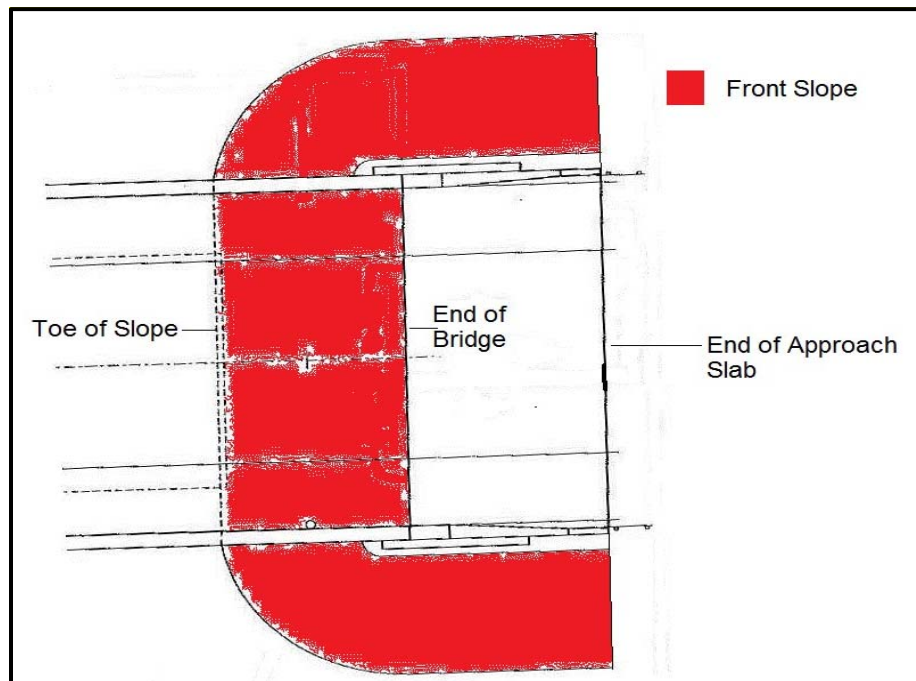 Front Slope
Toe of Slope
End of
Bridge
End of Approach
Slab